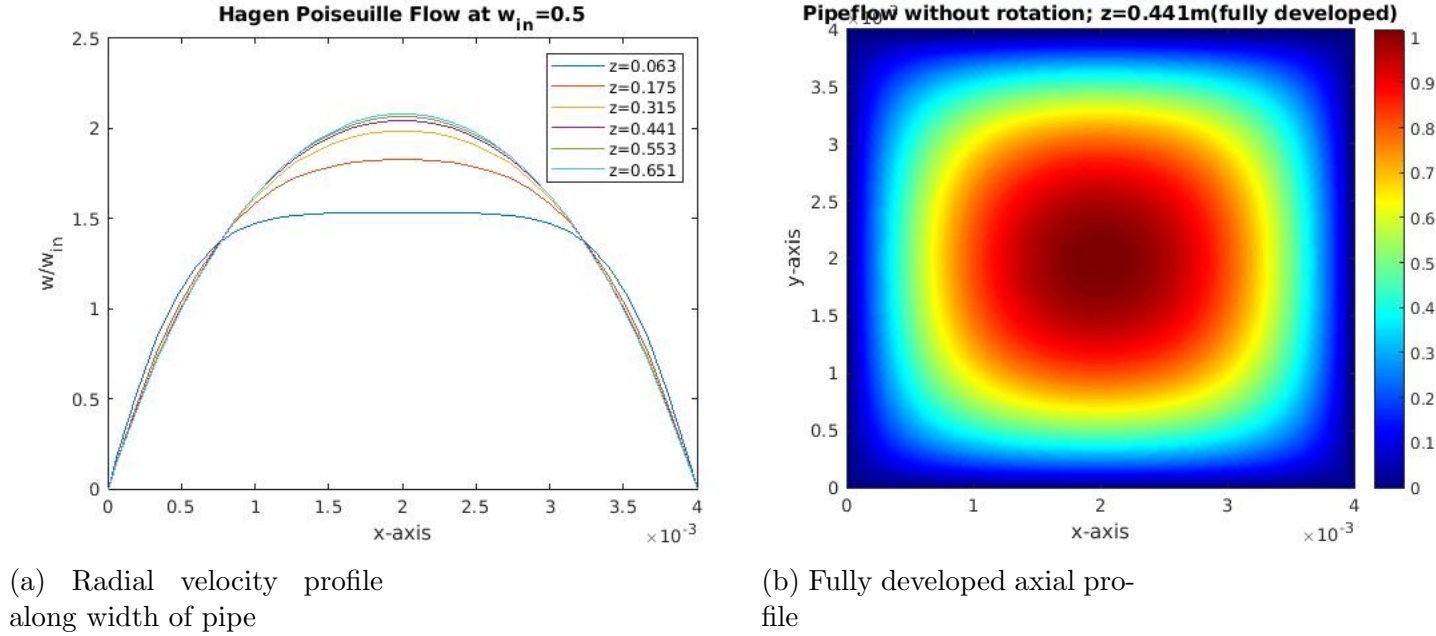 Hagen Poiseuille Flow at w_in=0.5
2.5
2
1.5
1
0.5
0
w/w_in
0 0.5 1 1.5 2 2.5 3 3.5 4
x-axis
×10^-3
z=0.063
z=0.175
z=0.315
z=0.441
z=0.553
z=0.651
(a) Radial velocity profile
along width of pipe
Pipeflow without rotation; z=0.441m(fully developed)
4
3.5
3
2.5
2
1.5
1
0.5
0
y-axis
0 1 2 3 4
x-axis
×10^-3
1
0.9
0.8
0.7
0.6
0.5
0.4
0.3
0.2
0.1
0
(b) Fully developed axial pro-
file